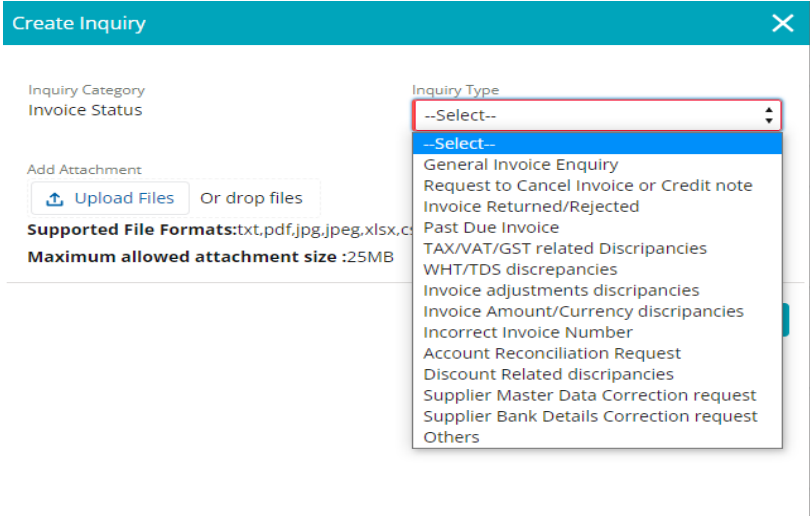 Create Inquiry
Inquiry Category
Invoice Status
Inquiry Type
--Select--
--Select--
General Invoice Enquiry
Request to Cancel Invoice or Credit note
Invoice Returned/Rejected
Past Due Invoice
TAX/VAT/GST related Discripancies
WHT/TDS discrepancies
Invoice adjustments discripancies
Invoice Amount/Currency discripancies
Incorrect Invoice Number
Account Reconciliation Request
Discount Related discripancies
Supplier Master Data Correction request
Supplier Bank Details Correction request
Others
Add Attachment
Upload Files Or drop files
Supported File Formats:txt,pdf,jpg,jpeg,xlsx,cs
Maximum allowed attachment size :25MB